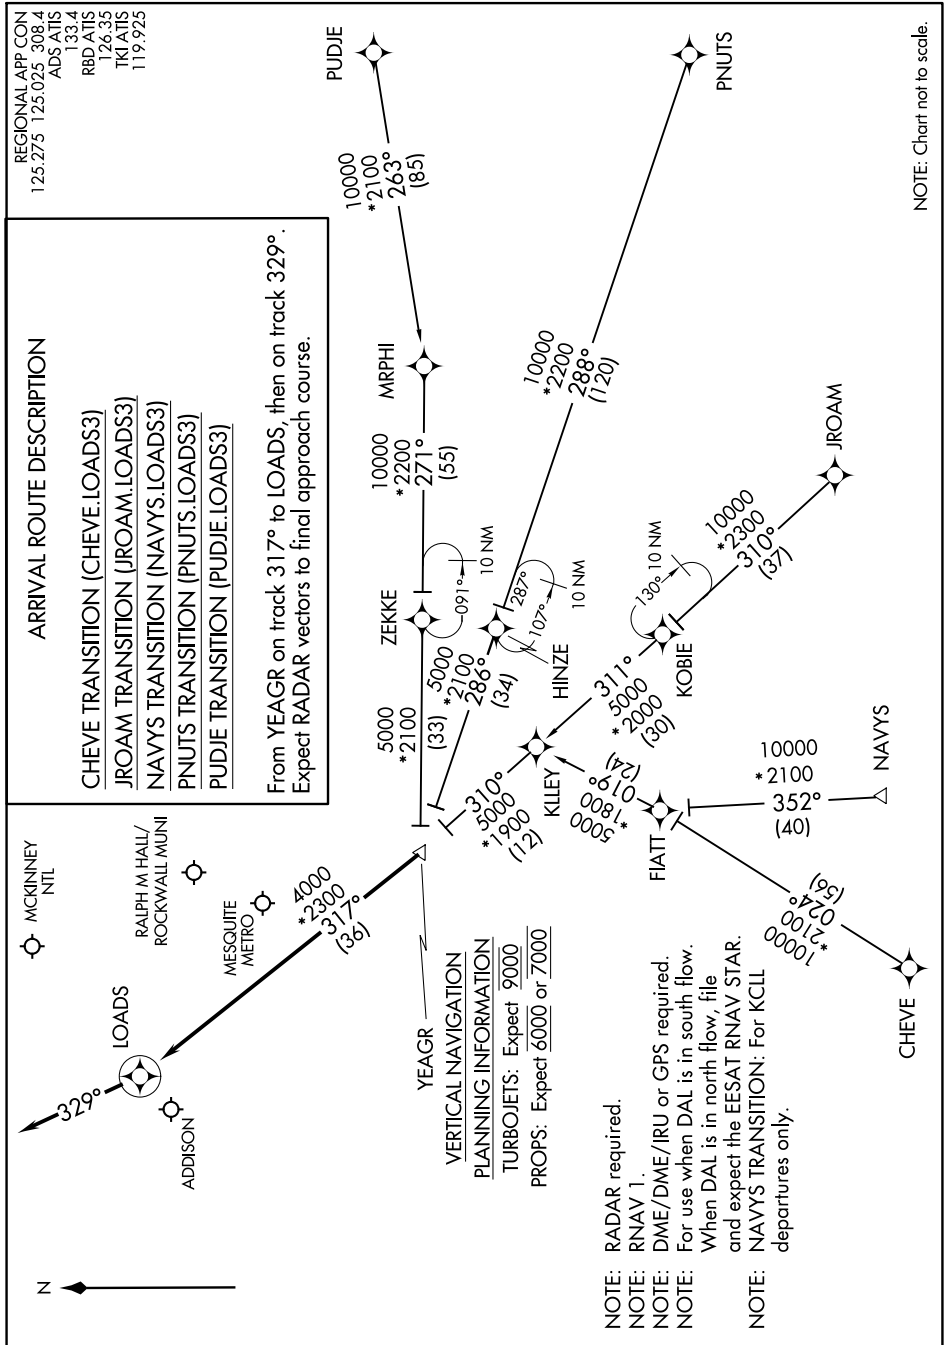 REGIONAL APP CON
125.275 125.025 308.4
ADS ATIS
133.4
RBD ATIS
126.35
TKI ATIS
119.925
ARRIVAL ROUTE DESCRIPTION
CHEVE TRANSITION (CHEVE.LOADS3)
JROAM TRANSITION (JROAM.LOADS3)
NAVYS TRANSITION (NAVYS.LOADS3)
PNUTS TRANSITION (PNUTS.LOADS3)
PUDJE TRANSITION (PUDJE.LOADS3)
From YEAGR on track 317° to LOADS, then on track 329°.
Expect RADAR vectors to final approach course.
N
329°
LOADS
ADDISON
MCKINNEY
NTL
RALPH M HALL/
ROCKWALL MUNI
MESQUITE
METRO
4000
*2300
317°
(36)
YEAGR
VERTICAL NAVIGATION
PLANNING INFORMATION
TURBOJETS: Expect 9000
PROPS: Expect 6000 or 7000
PUDJE
10000
*2100
263°
(85)
MRPHI
10000
*2200
271°
(55)
ZEKKE
091°
10 NM
5000
*2100
(33)
PNUTS
10000
*2200
288°
(120)
HINZE
287°
107°
10 NM
5000
*2100
286°
(34)
JROAM
10000
*2300
310°
(37)
KOBIE
130°
10 NM
311°
5000
*2000
(30)
KLLEY
310°
5000
*1900
(12)
FIATT
(24)
019°
*1800
5000
NAVYS
10000
*2100
352°
(40)
CHEVE
(56)
024°
*2100
10000
NOTE: RADAR required.
NOTE: RNAV 1.
NOTE: DME/DME/IRU or GPS required.
NOTE: For use when DAL is in south flow.
When DAL is in north flow, file
and expect the EESAT RNAV STAR.
NOTE: NAVYS TRANSITION: For KCLL
departures only.
NOTE: Chart not to scale.